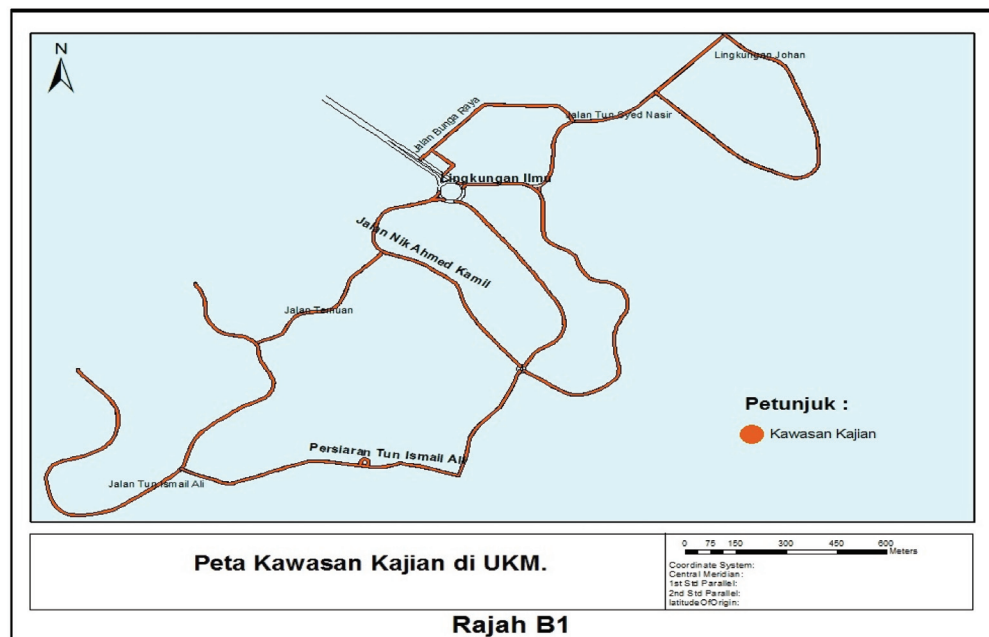 N
Lingkungan Johan
Jalan Bunga Raya
Jalan Tun Syed Nasir
Lingkungan Ilmu
Jalan Nik Ahmed Kamil
Jalan Temuan
Petunjuk :
Kawasan Kajian
Persiaran Tun Ismail Ali
Jalan Tun Ismail Ali
Peta Kawasan Kajian di UKM.
0 75 150 300 450 600
Meters
Coordinate System:
Central Meridian:
1st Std Parallel:
2nd Std Parallel:
latitudeOfOrigin:
Rajah B1